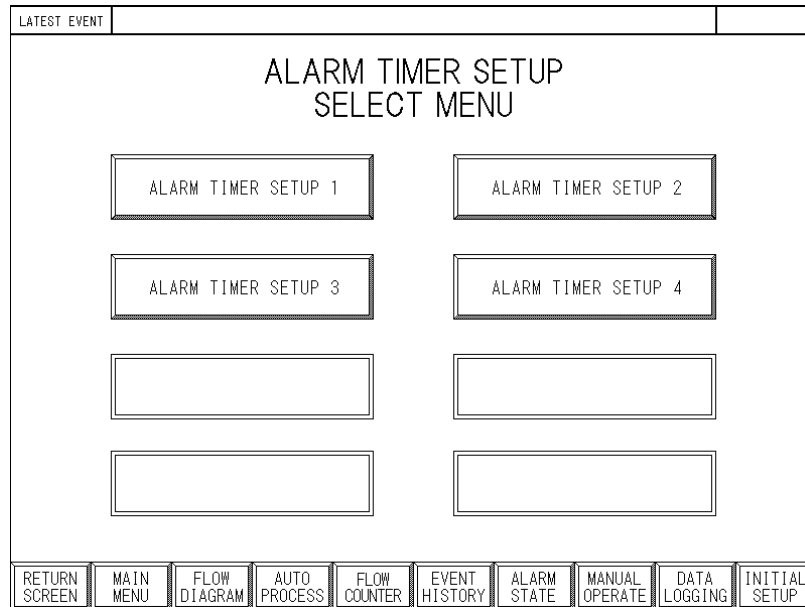 LATEST EVENT
ALARM TIMER SETUP
SELECT MENU
ALARM TIMER SETUP 1
ALARM TIMER SETUP 2
ALARM TIMER SETUP 3
ALARM TIMER SETUP 4
RETURN SCREEN
MAIN MENU
FLOW DIAGRAM
AUTO PROCESS
FLOW COUNTER
EVENT HISTORY
ALARM STATE
MANUAL OPERATE
DATA LOGGING
INITIAL SETUP